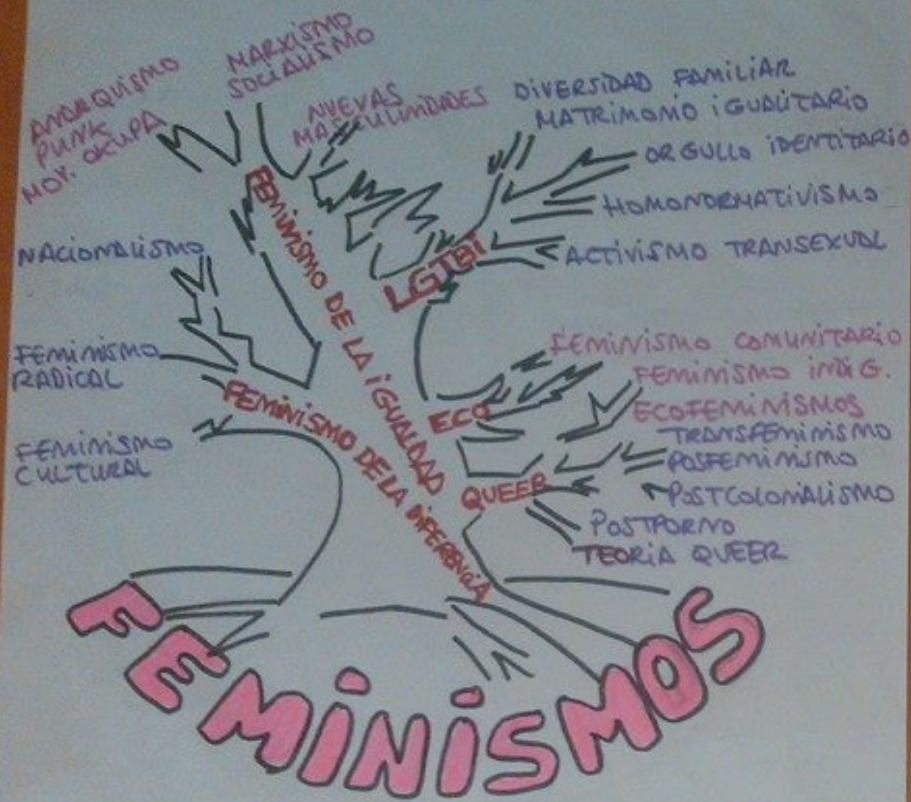 ANARQUISMO
PUNK
MOV. OKUPA
MARXISMO
SOCIALISMO
NUEVAS
MASCULINIDADES
DIVERSIDAD FAMILIAR
MATRIMONIO IGUALITARIO
ORGULLO IDENTITARIO
HOMONORMATIVISMO
ACTIVISMO TRANSEXUAL
LGTBI
NACIONALISMO
FEMINISMO
RADICAL
FEMINISMO
CULTURAL
FEMINISMO DE LA IGUALDAD
FEMINISMO DE LA DIFERENCIA
ECO
FEMINISMO COMUNITARIO
FEMINISMO INDIG.
ECOFEMINISMOS
QUEER
TRANSFEMINISMO
POSFEMINISMO
POSTCOLONIALISMO
POSTPORNO
TEORIA QUEER
FEMINISMOS